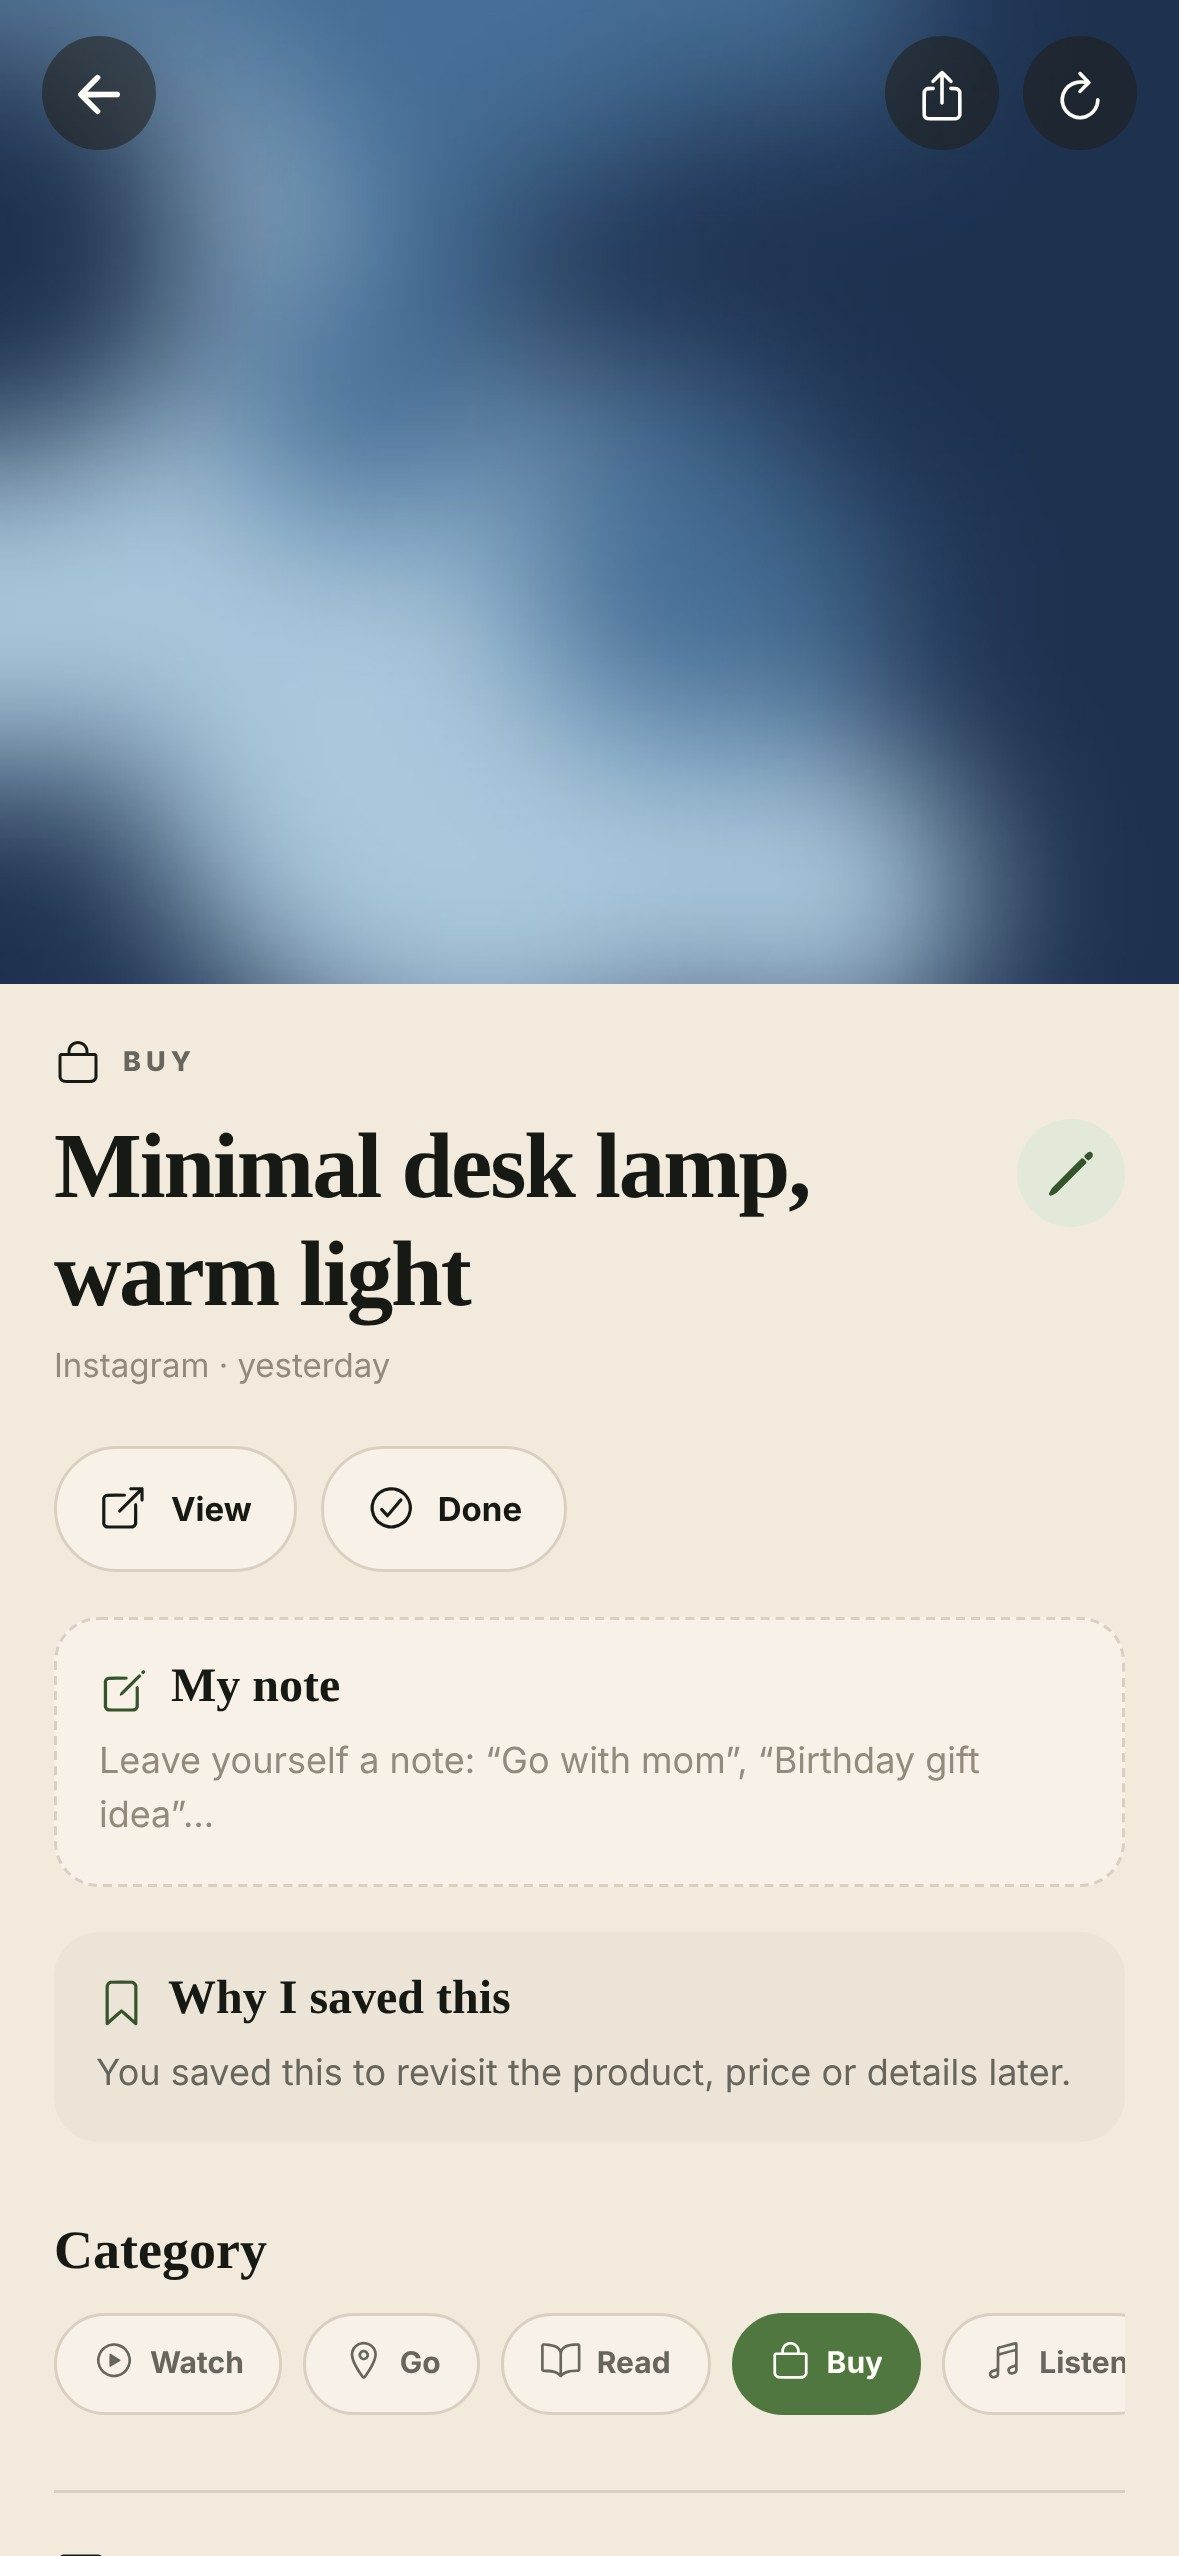 BUY
Minimal desk lamp,
warm light
Instagram · yesterday
View
Done
My note
Leave yourself a note: “Go with mom”, “Birthday gift
idea”...
Why I saved this
You saved this to revisit the product, price or details later.
Category
Watch
Go
Read
Buy
Listen